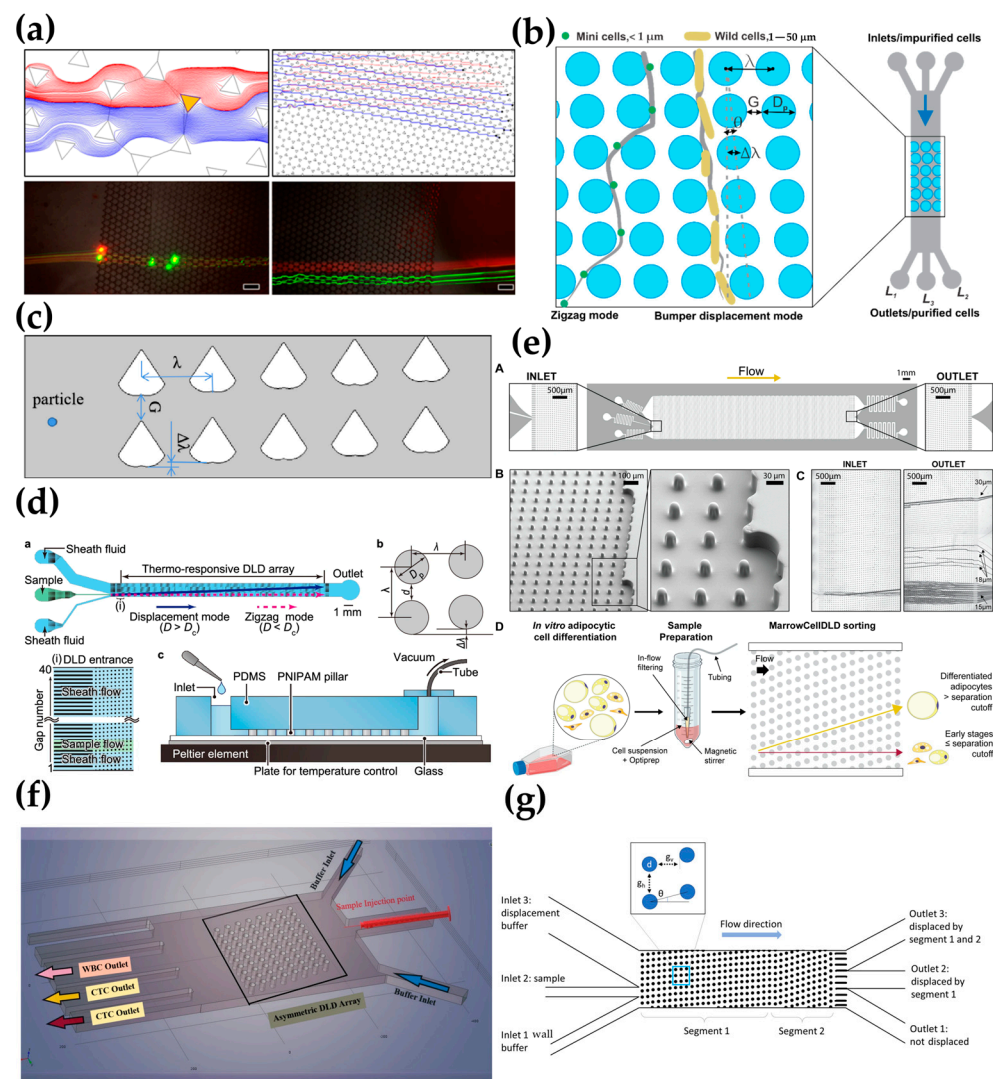 (a)
(b)
Mini cells,< 1 μm
Wild cells,1—50 μm
λ
G
Dp
θ
Δλ
Zigzag mode
Bumper displacement mode
Inlets/impurified cells
L1
L3
L2
Outlets/purified cells
(c)
particle
λ
G
Δλ
(d)
a
Sheath fluid
Sample
Sheath fluid
(i)
Thermo-responsive DLD array
Outlet
Displacement mode
(D > Dc)
Zigzag mode
(D < Dc)
1 mm
b
λ
Dp
λ
d
Δλ
(i) DLD entrance
40
Gap number
1
Sheath flow
Sample flow
Sheath flow
c
Inlet
PDMS
PNIPAM pillar
Vacuum
Tube
Peltier element
Plate for temperature control
Glass
(e)
A
INLET
500μm
Flow
1mm
OUTLET
500μm
B
100 μm
30 μm
C
INLET
500μm
OUTLET
500μm
30μm
18μm
15μm
D
In vitro adipocytic
cell differentiation
Sample
Preparation
MarrowCellDLD sorting
In-flow
filtering
Tubing
Cell suspension
+ Optiprep
Magnetic
stirrer
Flow
Differentiated
adipocytes
> separation
cutoff
Early stages
≤ separation
cutoff
(f)
Buffer Inlet
Sample Injection point
Buffer Inlet
WBC Outlet
CTC Outlet
CTC Outlet
Asymmetric DLD Array
(g)
d
gv
gh
θ
Inlet 3:
displacement
buffer
Inlet 2: sample
Inlet 1 wall
buffer
Flow direction
Segment 1
Segment 2
Outlet 3:
displaced by
segment 1 and 2
Outlet 2:
displaced by
segment 1
Outlet 1:
not displaced